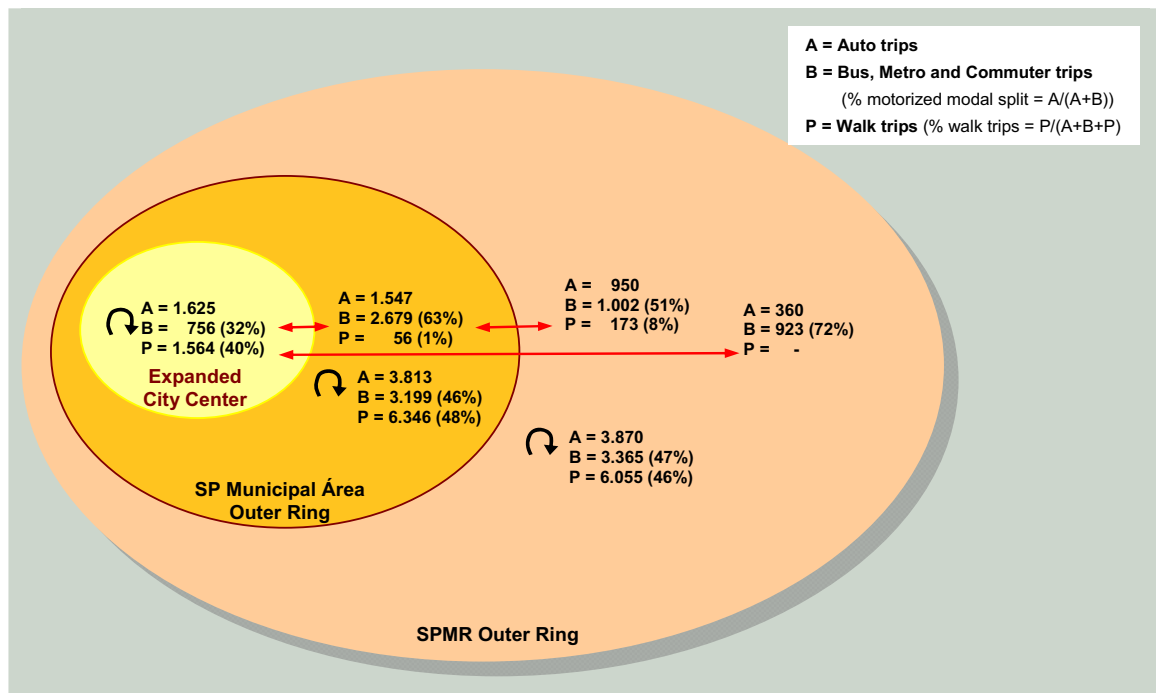 A = Auto trips
B = Bus, Metro and Commuter trips
(% motorized modal split = A/(A+B))
P = Walk trips (% walk trips = P/(A+B+P)
A = 1.625
B = 756 (32%)
P = 1.564 (40%)
Expanded
City Center
A = 1.547
B = 2.679 (63%)
P = 56 (1%)
A = 950
B = 1.002 (51%)
P = 173 (8%)
A = 360
B = 923 (72%)
P = -
A = 3.813
B = 3.199 (46%)
P = 6.346 (48%)
A = 3.870
B = 3.365 (47%)
P = 6.055 (46%)
SP Municipal Área
Outer Ring
SPMR Outer Ring